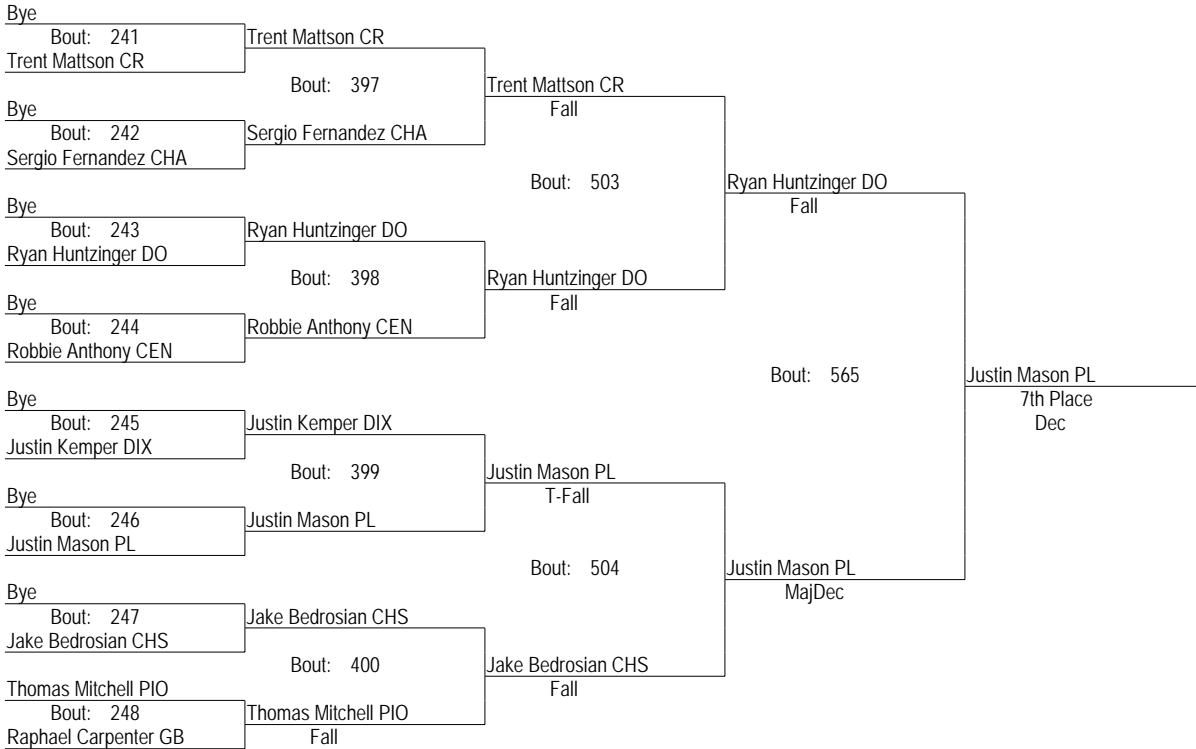 Bye
Bout: 241
Trent Mattson CR
Trent Mattson CR
Bout: 397
Trent Mattson CR
Fall
Bye
Bout: 242
Sergio Fernandez CHA
Sergio Fernandez CHA
Bout: 503
Ryan Huntzinger DO
Fall
Bye
Bout: 243
Ryan Huntzinger DO
Ryan Huntzinger DO
Bout: 398
Ryan Huntzinger DO
Fall
Bye
Bout: 244
Robbie Anthony CEN
Robbie Anthony CEN
Bout: 565
Justin Mason PL
7th Place
Dec
Bye
Bout: 245
Justin Kemper DIX
Justin Kemper DIX
Bout: 399
Justin Mason PL
T-Fall
Bye
Bout: 246
Justin Mason PL
Justin Mason PL
Bout: 504
Justin Mason PL
MajDec
Bye
Bout: 247
Jake Bedrosian CHS
Jake Bedrosian CHS
Bout: 400
Jake Bedrosian CHS
Fall
Thomas Mitchell PIO
Bout: 248
Raphael Carpenter GB
Thomas Mitchell PIO
Fall